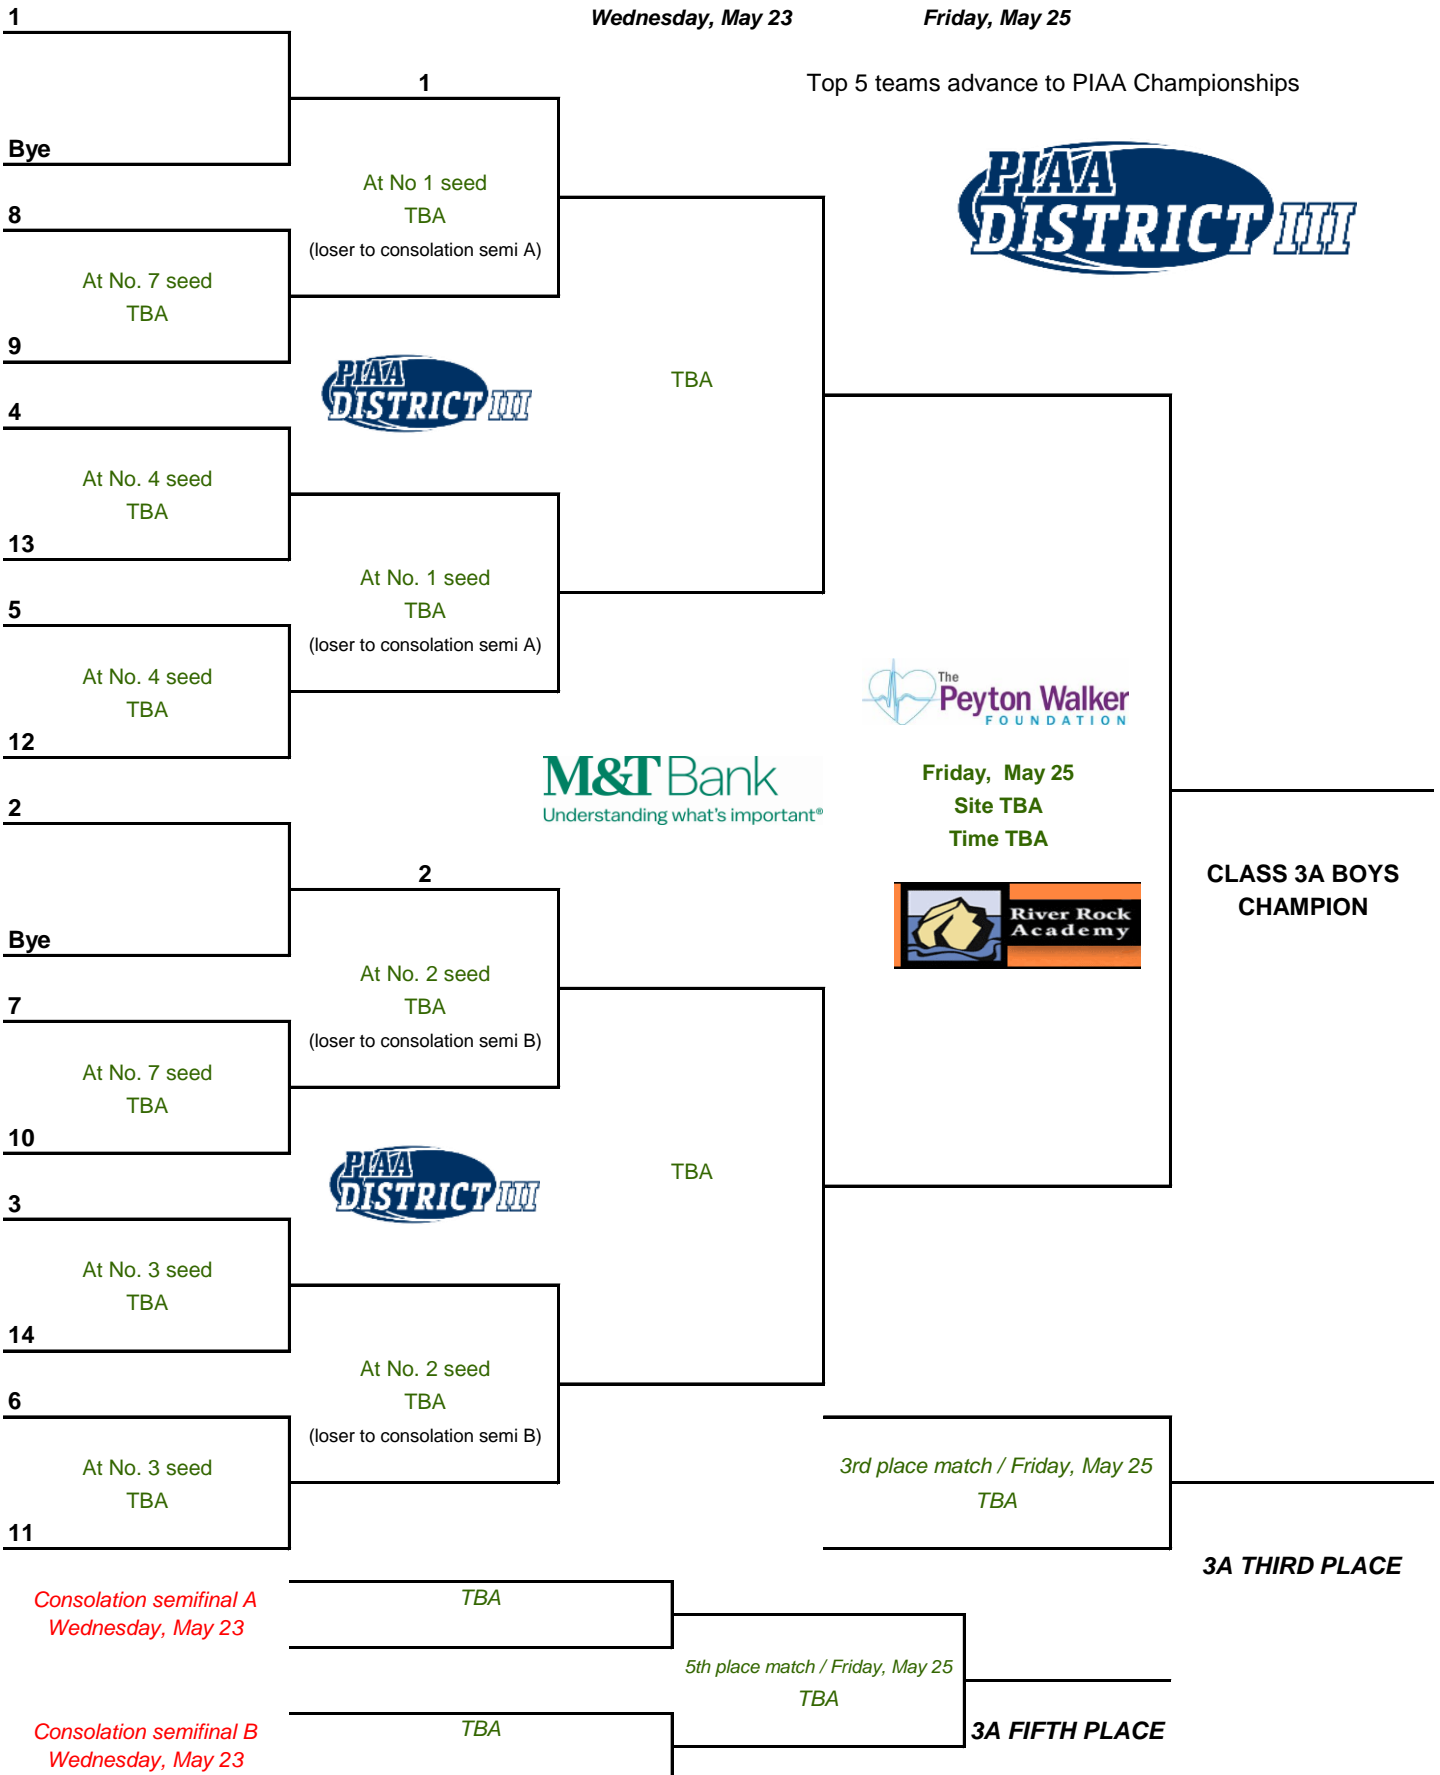 1
Wednesday, May 23
Friday, May 25
1
Top 5 teams advance to PIAA Championships
Bye
PIAA
DISTRICT III
At No 1 seed
TBA
(loser to consolation semi A)
8
At No. 7 seed
TBA
9
PIAA
DISTRICT III
TBA
4
At No. 4 seed
TBA
13
At No. 1 seed
TBA
(loser to consolation semi A)
5
At No. 4 seed
TBA
12
The
Peyton Walker
FOUNDATION
M&T Bank
Understanding what's important®
Friday, May 25
Site TBA
Time TBA
2
2
CLASS 3A BOYS
CHAMPION
River Rock
Academy
Bye
At No. 2 seed
TBA
(loser to consolation semi B)
7
At No. 7 seed
TBA
10
PIAA
DISTRICT III
TBA
3
At No. 3 seed
TBA
14
At No. 2 seed
TBA
(loser to consolation semi B)
6
At No. 3 seed
TBA
11
3rd place match / Friday, May 25
TBA
3A THIRD PLACE
Consolation semifinal A
Wednesday, May 23
TBA
5th place match / Friday, May 25
TBA
3A FIFTH PLACE
Consolation semifinal B
Wednesday, May 23
TBA